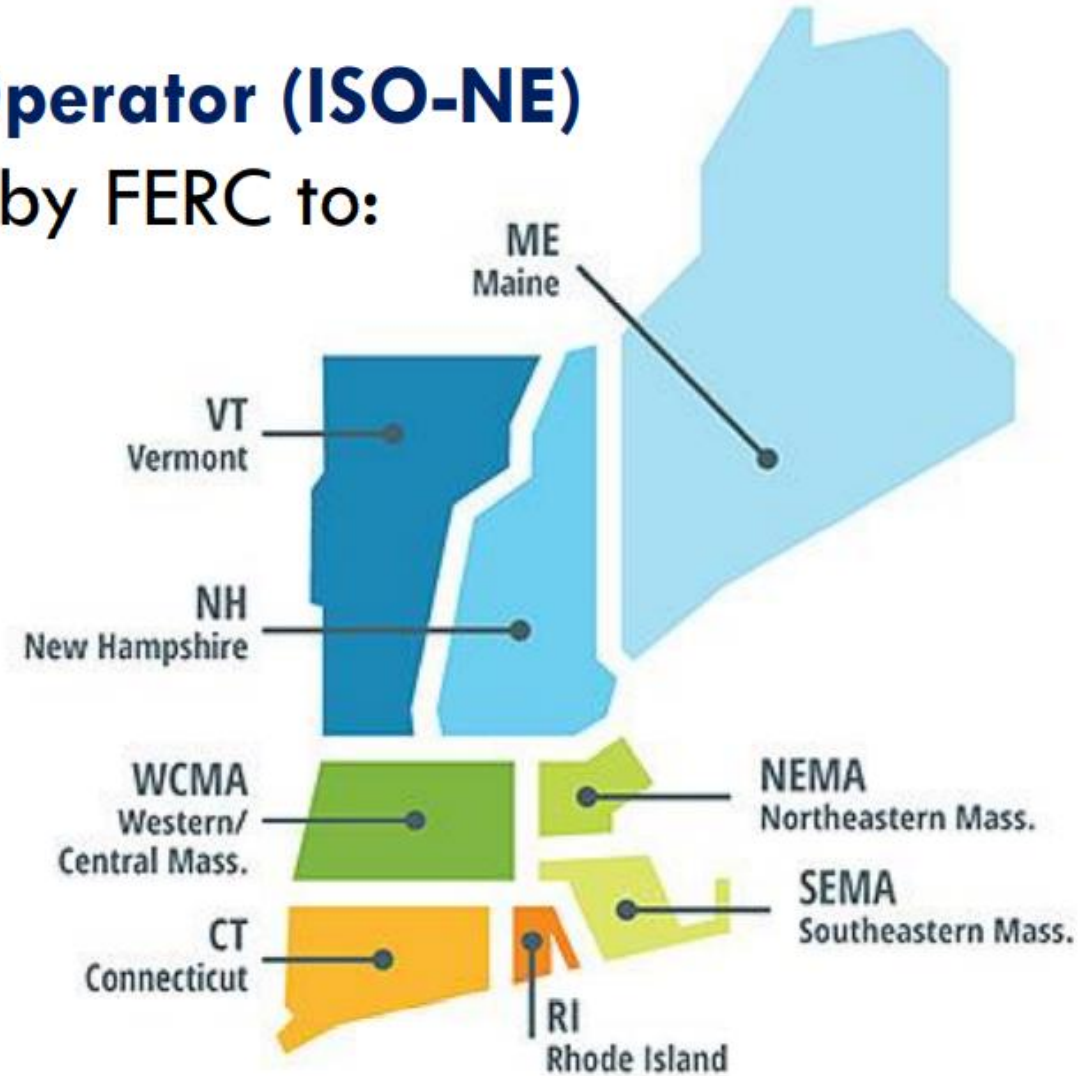 perator (ISO-NE)
by FERC to:
ME
Maine
VT
Vermont
NH
New Hampshire
WCMA
Western/
Central Mass.
NEMA
Northeastern Mass.
SEMA
Southeastern Mass.
CT
Connecticut
RI
Rhode Island